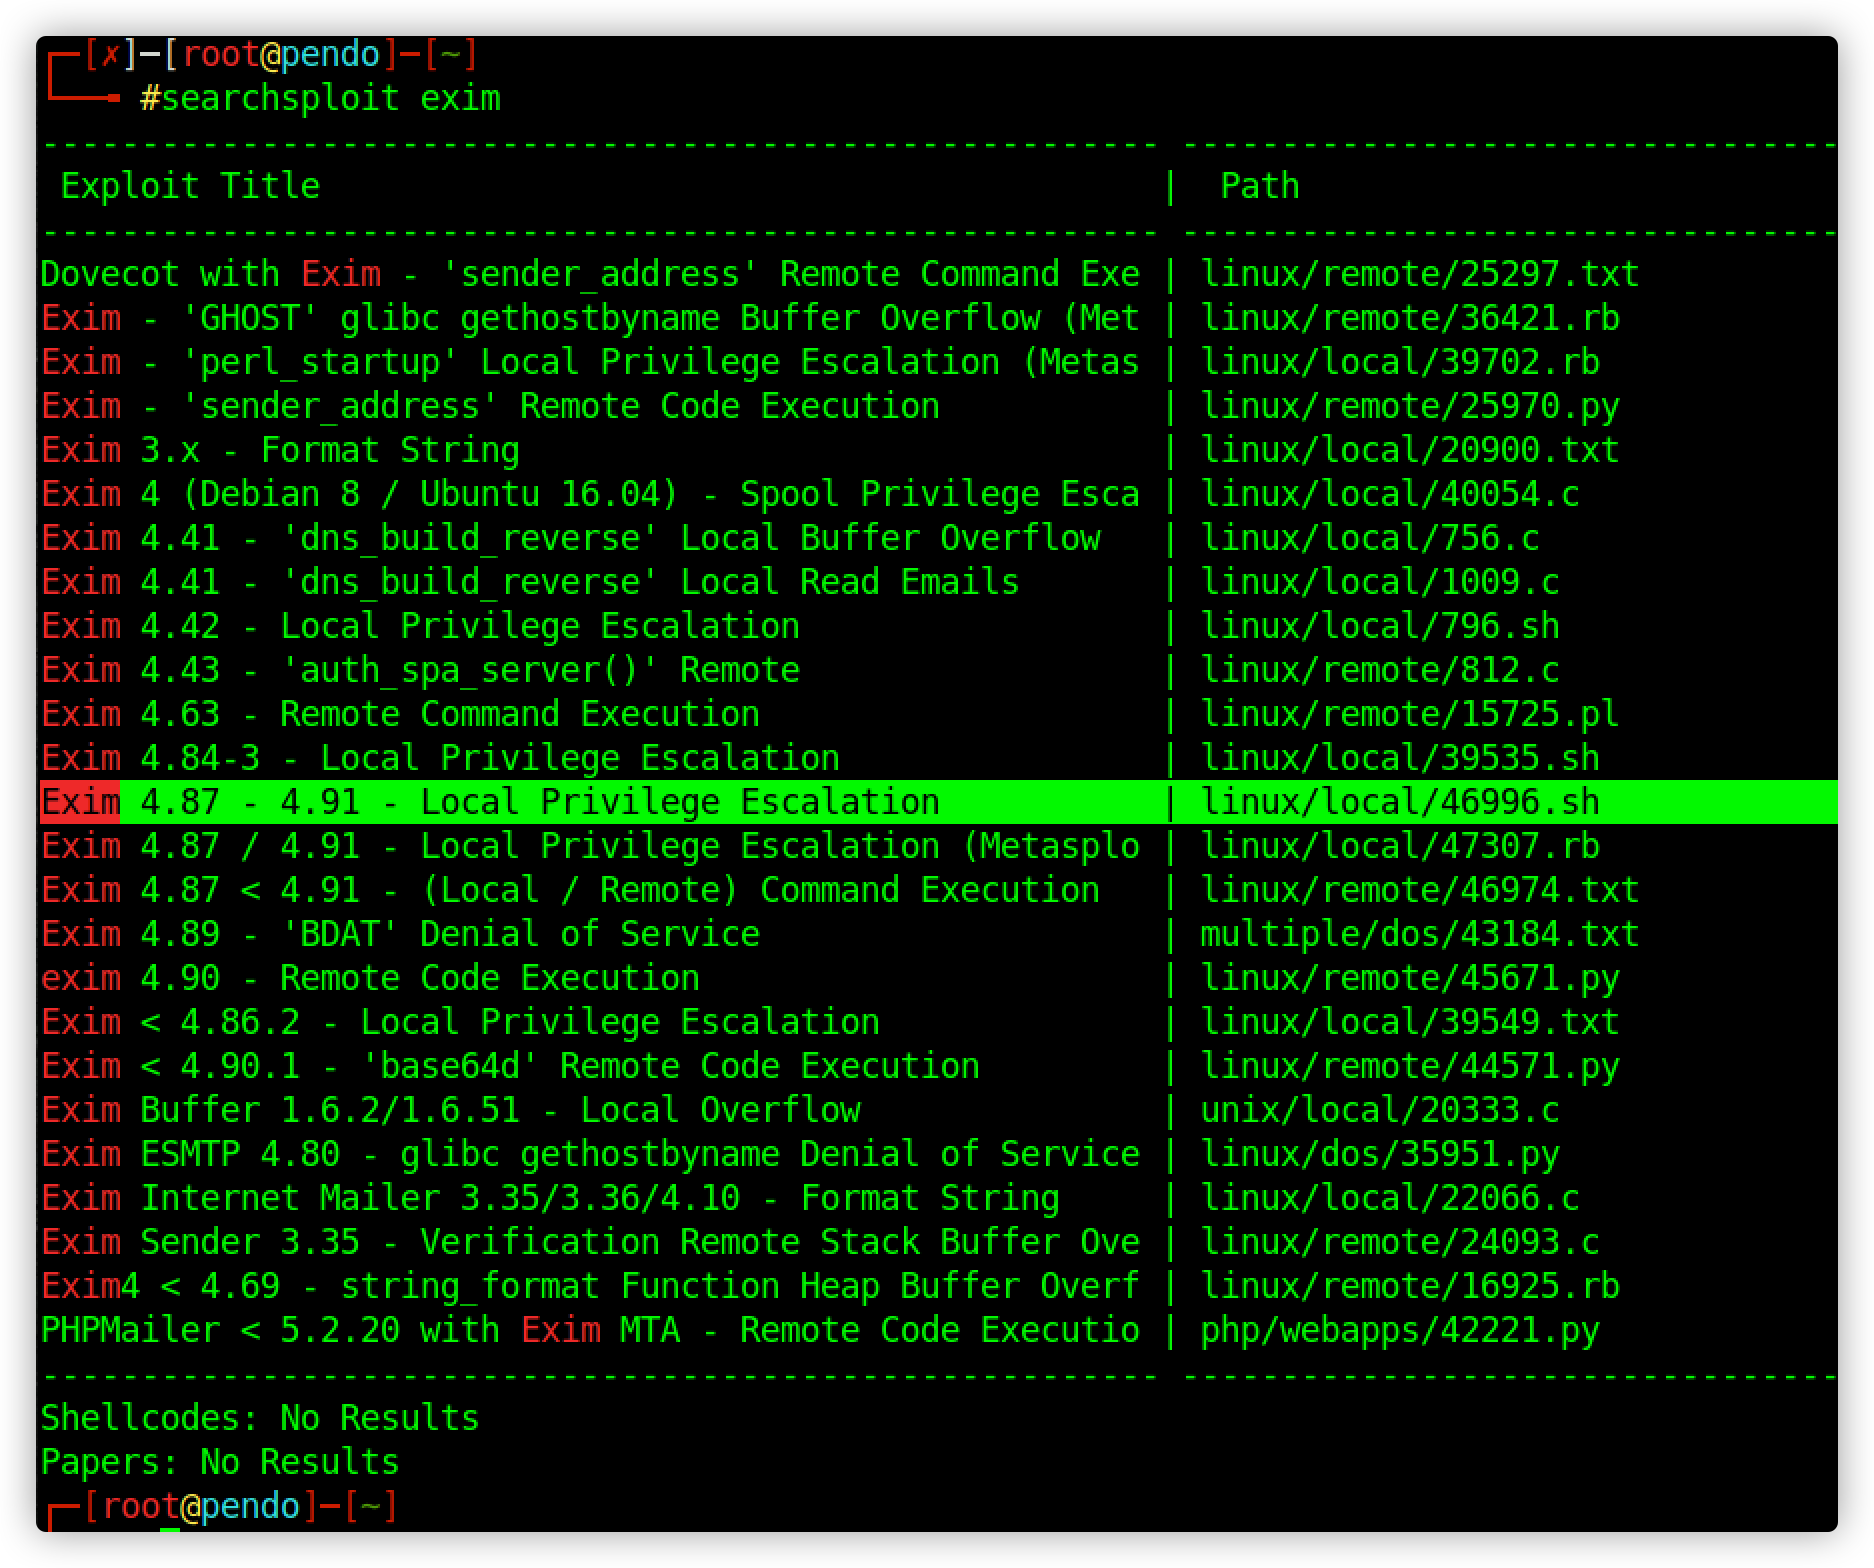 ┌─[✗]─[root@pendo]─[~]
└──╼ #searchsploit exim
-------------------------------------------------------- ---------------------------------
 Exploit Title                                          |  Path
-------------------------------------------------------- ---------------------------------
Dovecot with Exim - 'sender_address' Remote Command Exe | linux/remote/25297.txt
Exim - 'GHOST' glibc gethostbyname Buffer Overflow (Met | linux/remote/36421.rb
Exim - 'perl_startup' Local Privilege Escalation (Metas | linux/local/39702.rb
Exim - 'sender_address' Remote Code Execution           | linux/remote/25970.py
Exim 3.x - Format String                                | linux/local/20900.txt
Exim 4 (Debian 8 / Ubuntu 16.04) - Spool Privilege Esca | linux/local/40054.c
Exim 4.41 - 'dns_build_reverse' Local Buffer Overflow   | linux/local/756.c
Exim 4.41 - 'dns_build_reverse' Local Read Emails       | linux/local/1009.c
Exim 4.42 - Local Privilege Escalation                  | linux/local/796.sh
Exim 4.43 - 'auth_spa_server()' Remote                  | linux/remote/812.c
Exim 4.63 - Remote Command Execution                    | linux/remote/15725.pl
Exim 4.84-3 - Local Privilege Escalation                | linux/local/39535.sh
Exim 4.87 - 4.91 - Local Privilege Escalation           | linux/local/46996.sh
Exim 4.87 / 4.91 - Local Privilege Escalation (Metasplo | linux/local/47307.rb
Exim 4.87 < 4.91 - (Local / Remote) Command Execution   | linux/remote/46974.txt
Exim 4.89 - 'BDAT' Denial of Service                    | multiple/dos/43184.txt
exim 4.90 - Remote Code Execution                       | linux/remote/45671.py
Exim < 4.86.2 - Local Privilege Escalation              | linux/local/39549.txt
Exim < 4.90.1 - 'base64d' Remote Code Execution         | linux/remote/44571.py
Exim Buffer 1.6.2/1.6.51 - Local Overflow               | unix/local/20333.c
Exim ESMTP 4.80 - glibc gethostbyname Denial of Service | linux/dos/35951.py
Exim Internet Mailer 3.35/3.36/4.10 - Format String     | linux/local/22066.c
Exim Sender 3.35 - Verification Remote Stack Buffer Ove | linux/remote/24093.c
Exim4 < 4.69 - string_format Function Heap Buffer Overf | linux/remote/16925.rb
PHPMailer < 5.2.20 with Exim MTA - Remote Code Executio | php/webapps/42221.py
-------------------------------------------------------- ---------------------------------
Shellcodes: No Results
Papers: No Results
┌─[root@pendo]─[~]